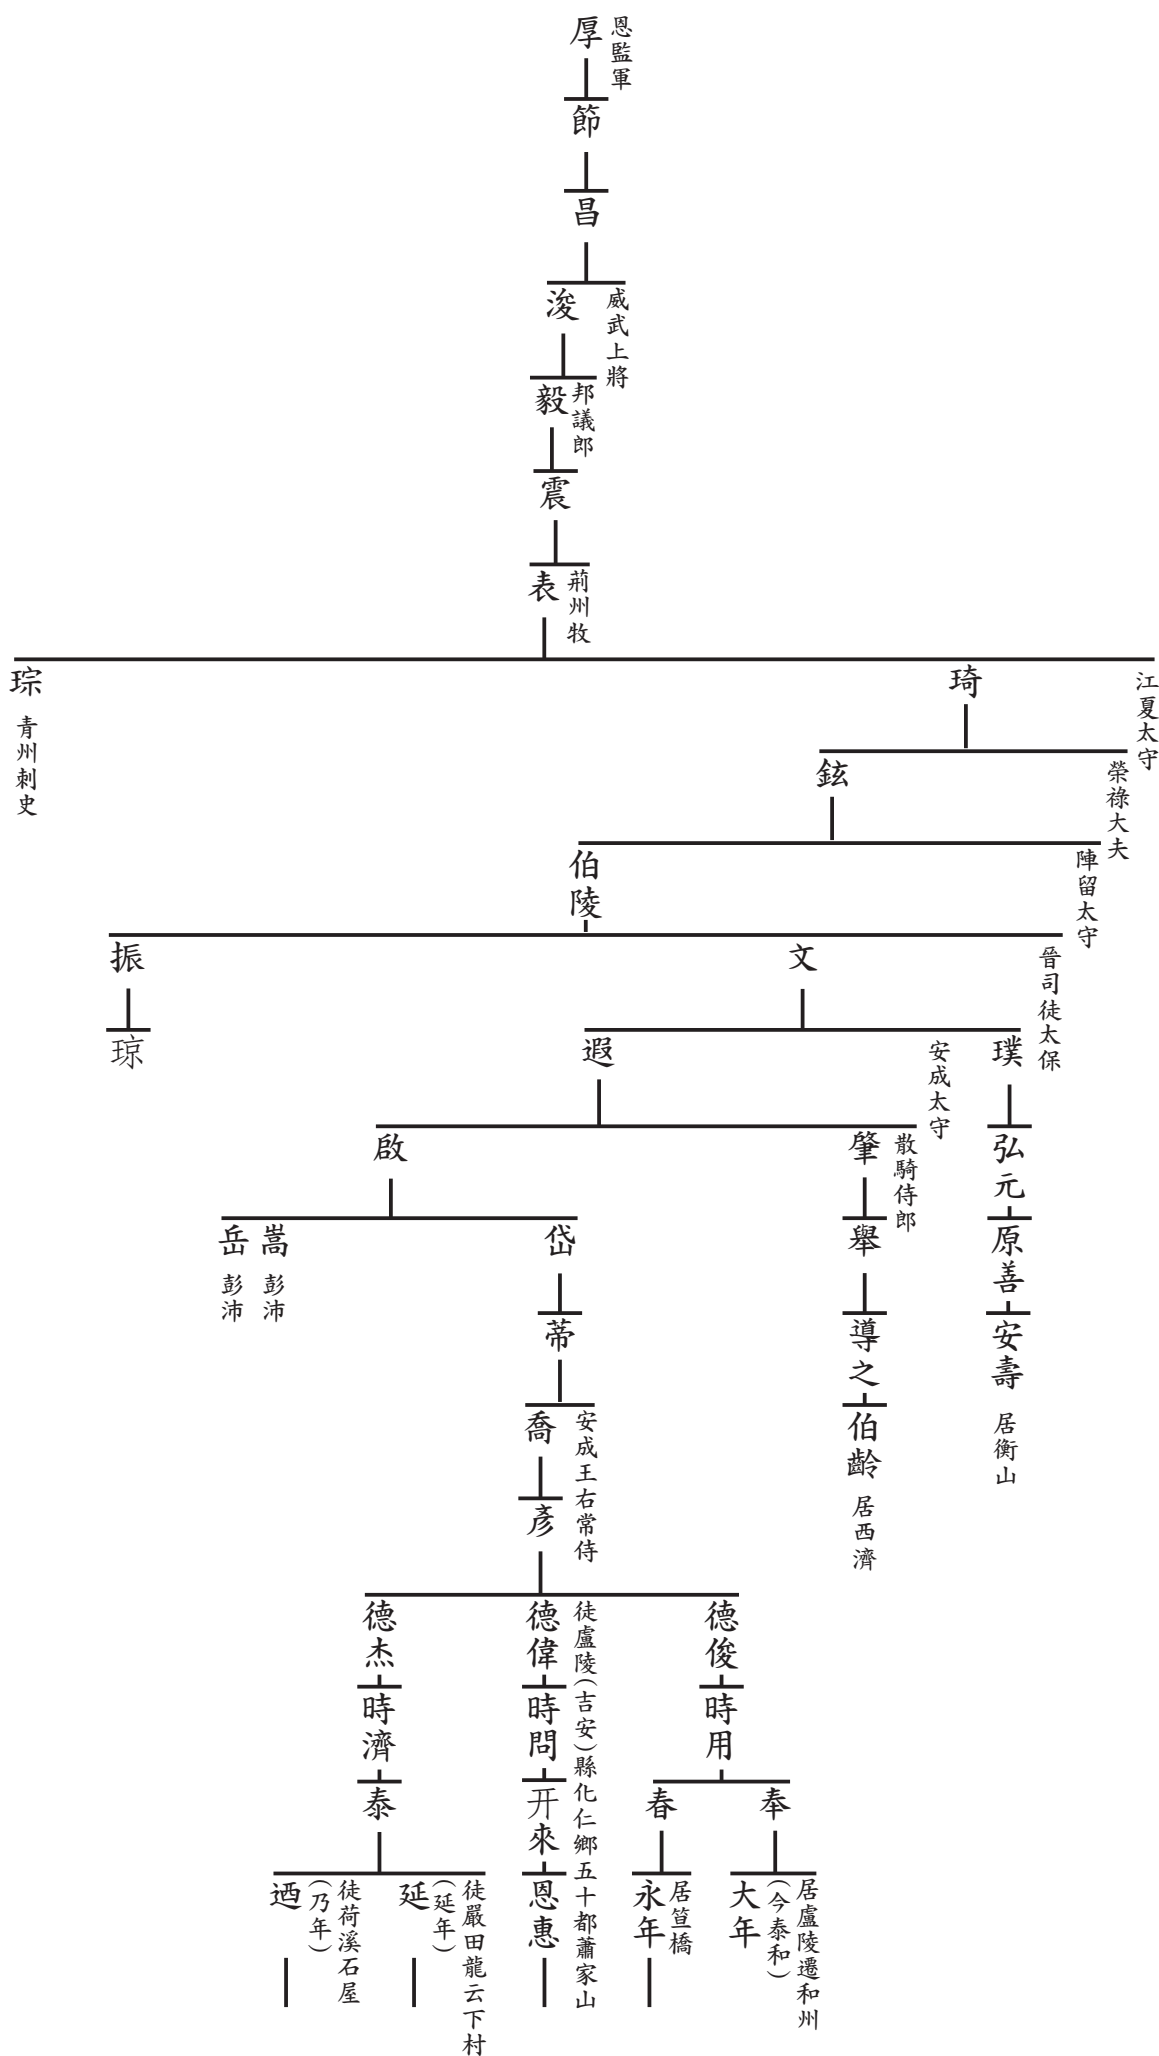 厚
恩監軍
節
昌
浚
威武上將
毅
邦議郎
震
表
荊州牧
琮
青州刺史
琦
江夏太守
鉉
榮祿大夫
伯陵
陣留太守
振
文
晉司徒太保
琼
遐
安成太守
璞
啟
肇
散騎侍郎
弘元
岳
彭沛
嵩
彭沛
岱
舉
原善
蒂
導之
安壽
居衡山
喬
安成王右常侍
伯齡
居西濟
彥
德杰
德偉
徒盧陵(吉安)縣化仁鄉五十都蕭家山
德俊
時濟
時問
時用
泰
开來
春
奉
迺
(乃年)
徒荷溪石屋
延
(延年)
徒嚴田龍云下村
恩惠
永年
居笪橋
大年
(今泰和)
居盧陵遷和州